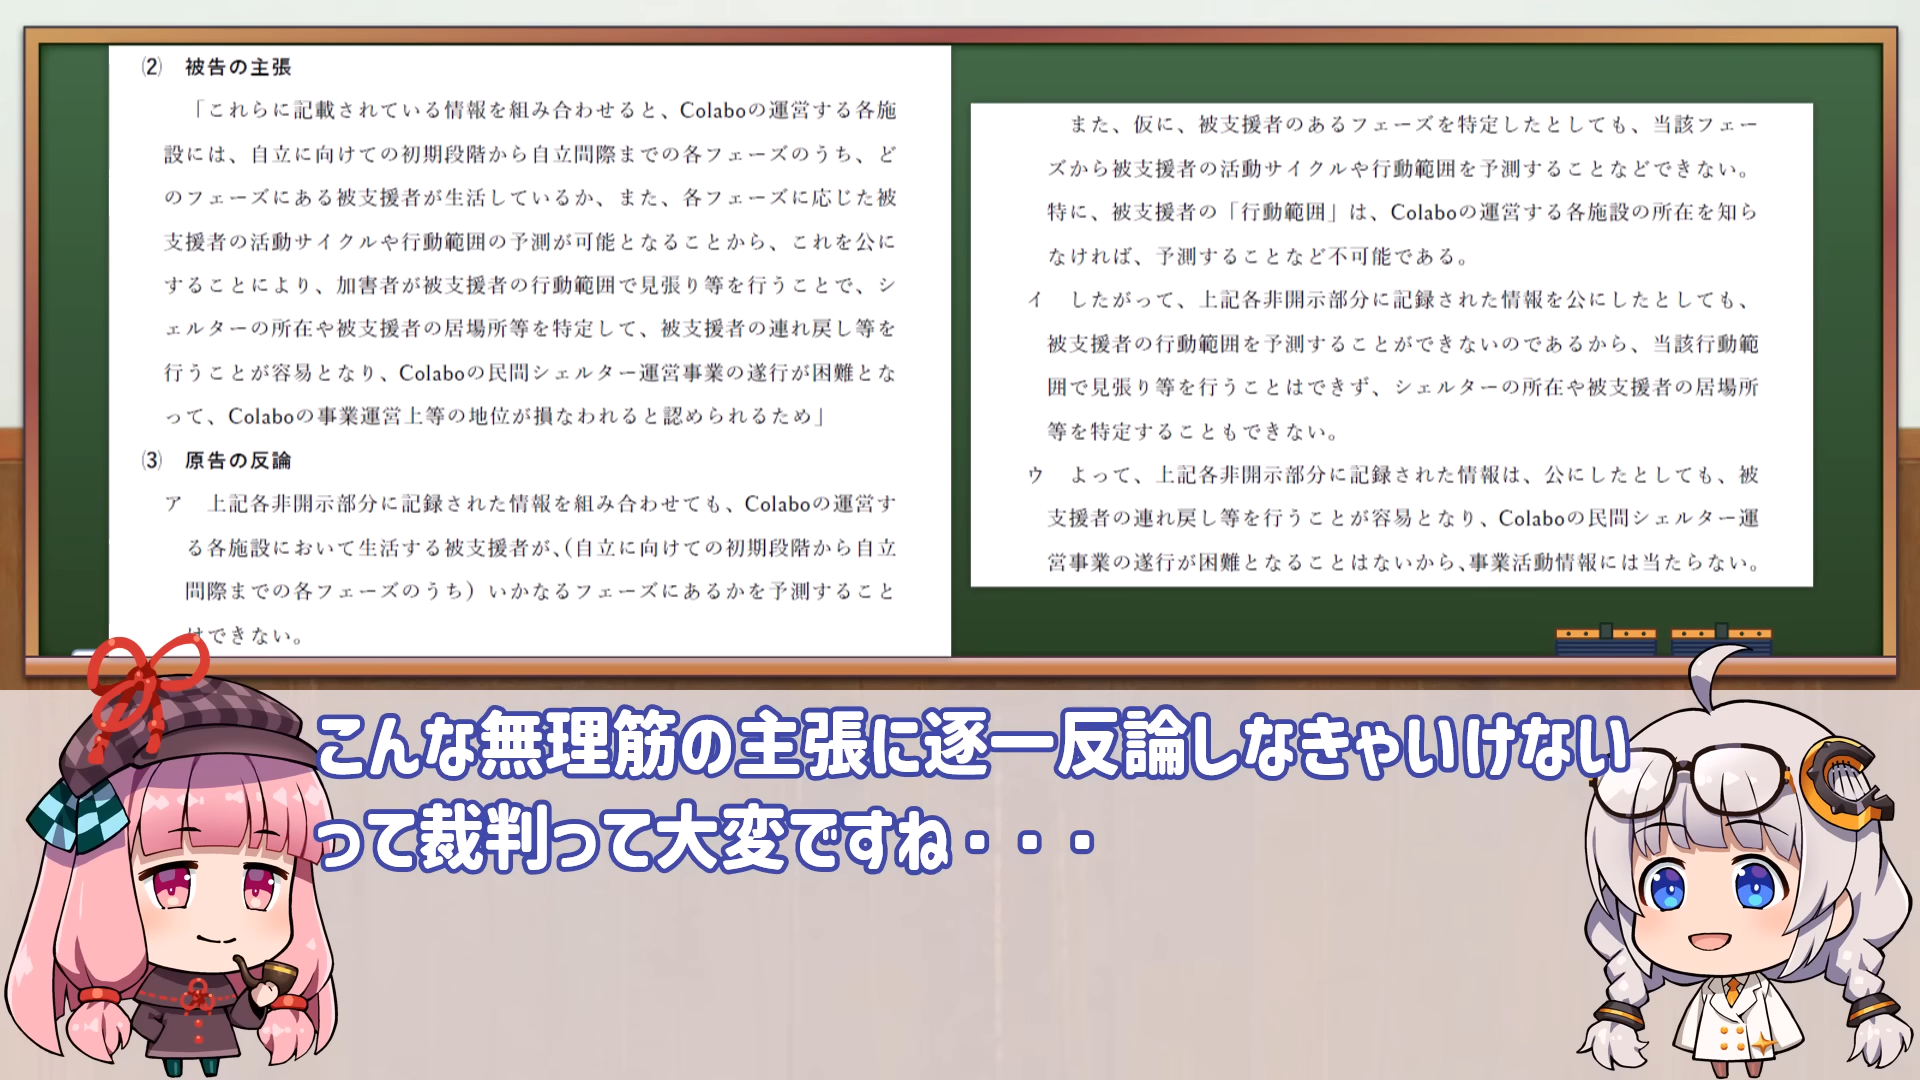 ⑵　被告の主張
「これらに記載されている情報を組み合わせると、Colaboの運営する各施
設には、自立に向けての初期段階から自立間際までの各フェーズのうち、ど
のフェーズにある被支援者が生活しているか、また、各フェーズに応じた被
支援者の活動サイクルや行動範囲の予測が可能となることから、これを公に
することにより、加害者が被支援者の行動範囲で見張り等を行うことで、シ
ェルターの所在や被支援者の居場所等を特定して、被支援者の連れ戻し等を
行うことが容易となり、Colaboの民間シェルター運営事業の遂行が困難とな
って、Colaboの事業運営上等の地位が損なわれると認められるため」
⑶　原告の反論
ア　上記各非開示部分に記録された情報を組み合わせても、Colaboの運営す
る各施設において生活する被支援者が、（自立に向けての初期段階から自立
間際までの各フェーズのうち）いかなるフェーズにあるかを予測すること
はできない。
また、仮に、被支援者のあるフェーズを特定したとしても、当該フェー
ズから被支援者の活動サイクルや行動範囲を予測することなどできない。
特に、被支援者の「行動範囲」は、Colaboの運営する各施設の所在を知ら
なければ、予測することなど不可能である。
イ　したがって、上記各非開示部分に記録された情報を公にしたとしても、
被支援者の行動範囲を予測することができないのであるから、当該行動範
囲で見張り等を行うことはできず、シェルターの所在や被支援者の居場所
等を特定することもできない。
ウ　よって、上記各非開示部分に記録された情報は、公にしたとしても、被
支援者の連れ戻し等を行うことが容易となり、Colaboの民間シェルター運
営事業の遂行が困難となることはないから、事業活動情報には当たらない。
こんな無理筋の主張に逐一反論しなきゃいけない
って裁判って大変ですね・・・